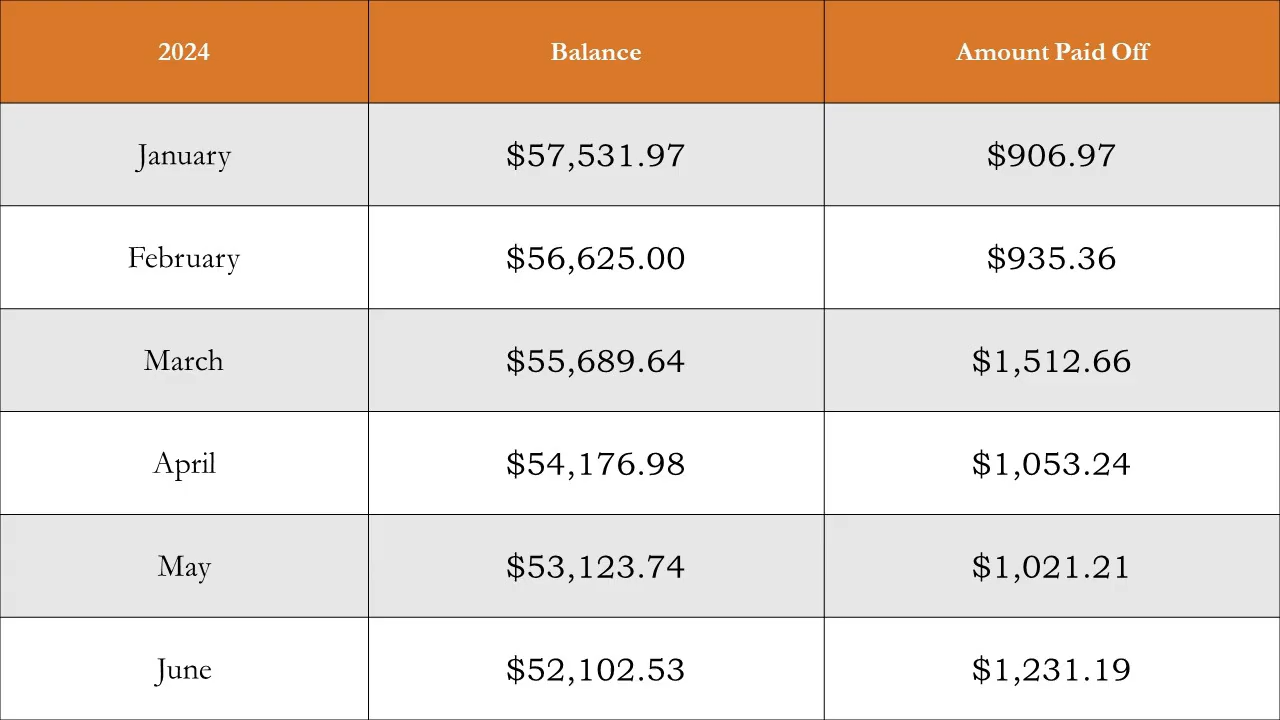 2024 Balance Amount Paid Off
January $57,531.97 $906.97
February $56,625.00 $935.36
March $55,689.64 $1,512.66
April $54,176.98 $1,053.24
May $53,123.74 $1,021.21
June $52,102.53 $1,231.19